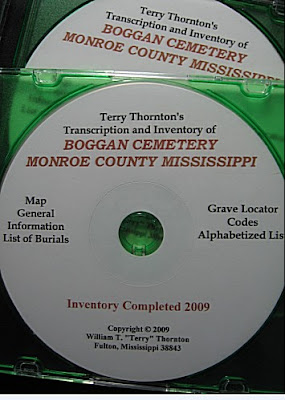 Terry Thornton's
Transcription and Inventory of
BOGGAN CEMETERY
MONROE COUNTY MISSISSIPPI
Terry Thornton's
Transcription and Inventory of
BOGGAN CEMETERY
MONROE COUNTY MISSISSIPPI
Map
General
Information
List of Burials
Grave Locator
Codes
Alphabetized Lis
Inventory Completed 2009
Copyright © 2009
William T. "Terry" Thornton
Fulton, Mississippi 38843